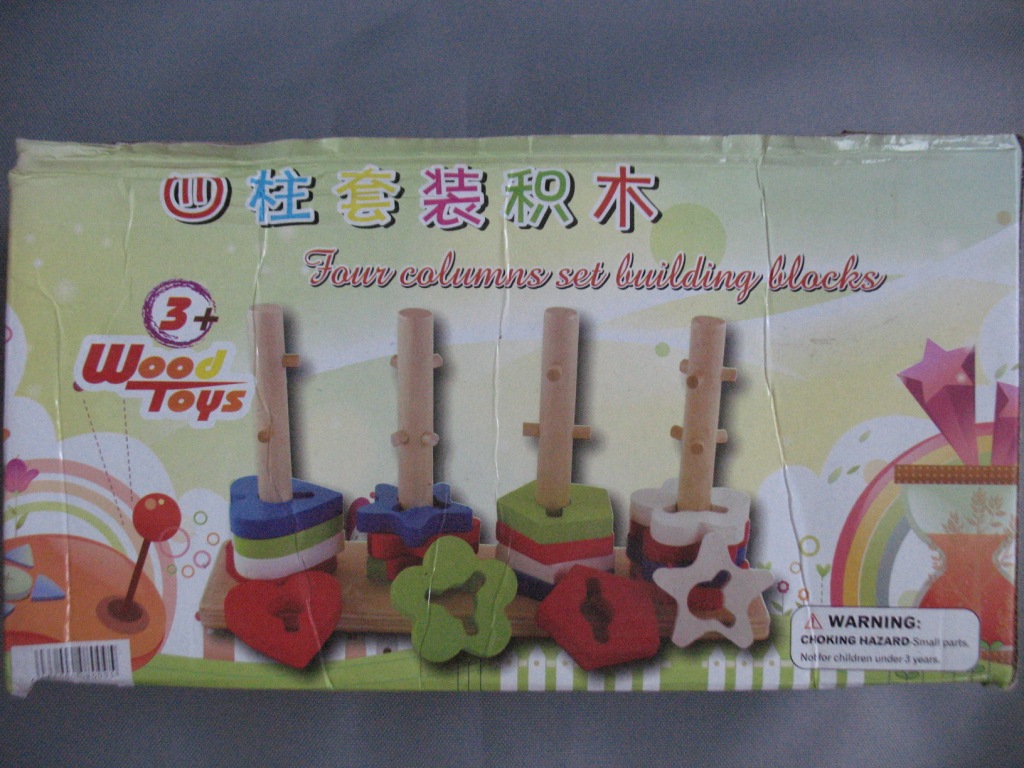 四柱套装积木
Four columns set building blocks
3+
Wood
Toys
WARNING:
CHOKING HAZARD-Small parts.
Not for children under 3 years.